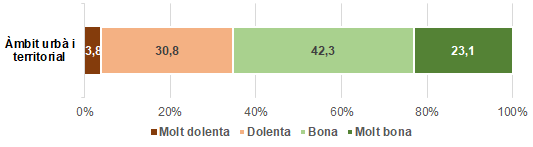 Àmbit urbà i
territorial
3,8 30,8 42,3 23,1
0% 20% 40% 60% 80% 100%
Molt dolenta Dolenta Bona Molt bona